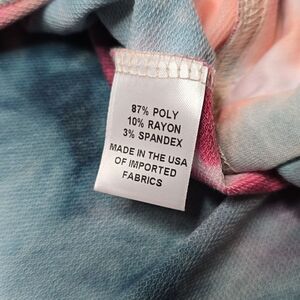 87% POLY
10% RAYON
3% SPANDEX
MADE IN THE USA
OF IMPORTED
FABRICS